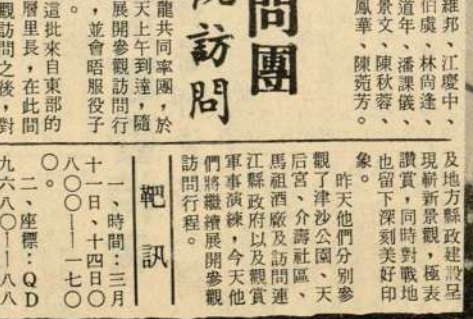 問團
院訪問
維邦、江慶中、
伯虞、林尚逢、
道年、潘課儀、
景文、陳秋蓉、
鳳華、陳菀芳。
龍共同率團，於
天上午到達，隨
展開參觀訪問行
，並會晤服役子
這批來自東部的
層里長，在此間
觀訪問之後，對
及地方縣政建設呈
現嶄新景觀，極表
讚賞，同時對戰地
也留下深刻美好印
象。
昨天他們分別參
觀了津沙公園、天
后宮、介壽社區、
馬祖酒廠及訪問連
江縣政府以及觀賞
軍事演練，今天他
們將繼續展開參觀
訪問行程。
靶訊
一、時間：三月
十一日、十四日〇
八〇〇——一七〇
〇。
二、座標：QD
九六八〇——八八